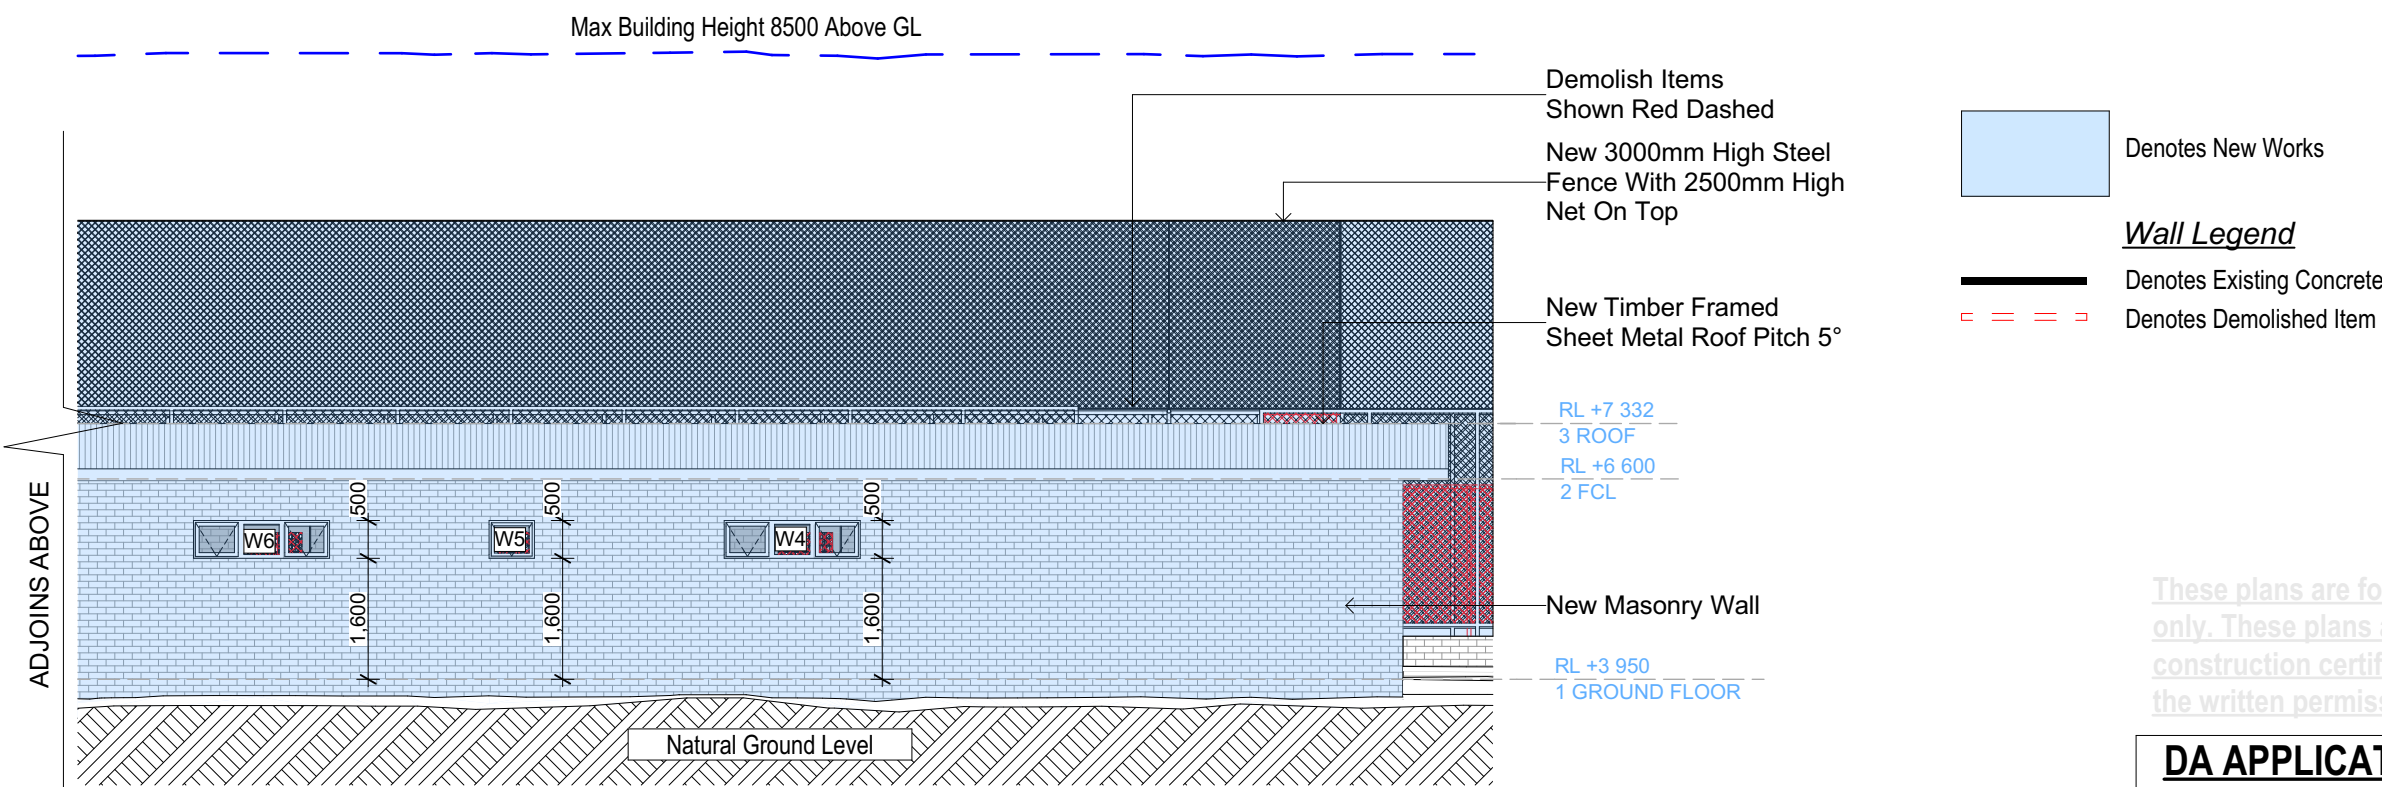 Max Building Height 8500 Above GL
Demolish Items
Shown Red Dashed
New 3000mm High Steel
Fence With 2500mm High
Net On Top
New Timber Framed
Sheet Metal Roof Pitch 5°
RL +7 332
3 ROOF
RL +6 600
2 FCL
New Masonry Wall
RL +3 950
1 GROUND FLOOR
ADJOINS ABOVE
W6
W5
W4
500
500
500
1,600
1,600
1,600
Natural Ground Level
Denotes New Works
Wall Legend
Denotes Existing Concrete
Denotes Demolished Item
These plans are fo
only. These plans a
construction certif
the written permiss
DA APPLICAT